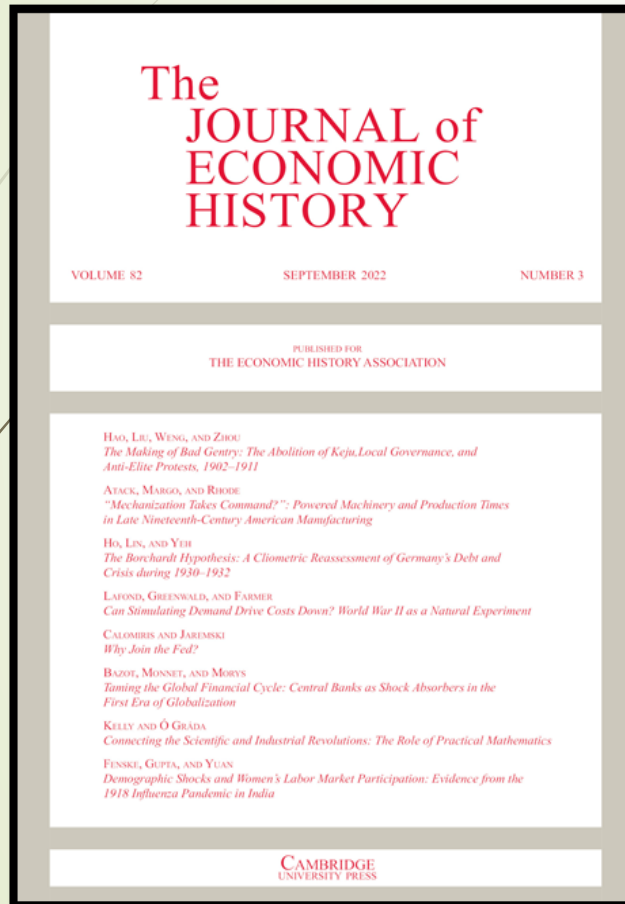 The
JOURNAL of
ECONOMIC
HISTORY
VOLUME 82 SEPTEMBER 2022 NUMBER 3
PUBLISHED FOR
THE ECONOMIC HISTORY ASSOCIATION
HAO, LIU, WENG, AND ZHOU
The Making of Bad Gentry: The Abolition of Keju,Local Governance, and
Anti-Elite Protests, 1902–1911
ATACK, MARGO, AND RHODE
“Mechanization Takes Command?”: Powered Machinery and Production Times
in Late Nineteenth-Century American Manufacturing
HO, LIN, AND YEH
The Borchardt Hypothesis: A Cliometric Reassessment of Germany’s Debt and
Crisis during 1930–1932
LAFOND, GREENWALD, AND FARMER
Can Stimulating Demand Drive Costs Down? World War II as a Natural Experiment
CALOMIRIS AND JAREMSKI
Why Join the Fed?
BAZOT, MONNET, AND MORYS
Taming the Global Financial Cycle: Central Banks as Shock Absorbers in the
First Era of Globalization
KELLY AND Ó GRÁDA
Connecting the Scientific and Industrial Revolutions: The Role of Practical Mathematics
FENSKE, GUPTA, AND YUAN
Demographic Shocks and Women’s Labor Market Participation: Evidence from the
1918 Influenza Pandemic in India
CAMBRIDGE
UNIVERSITY PRESS